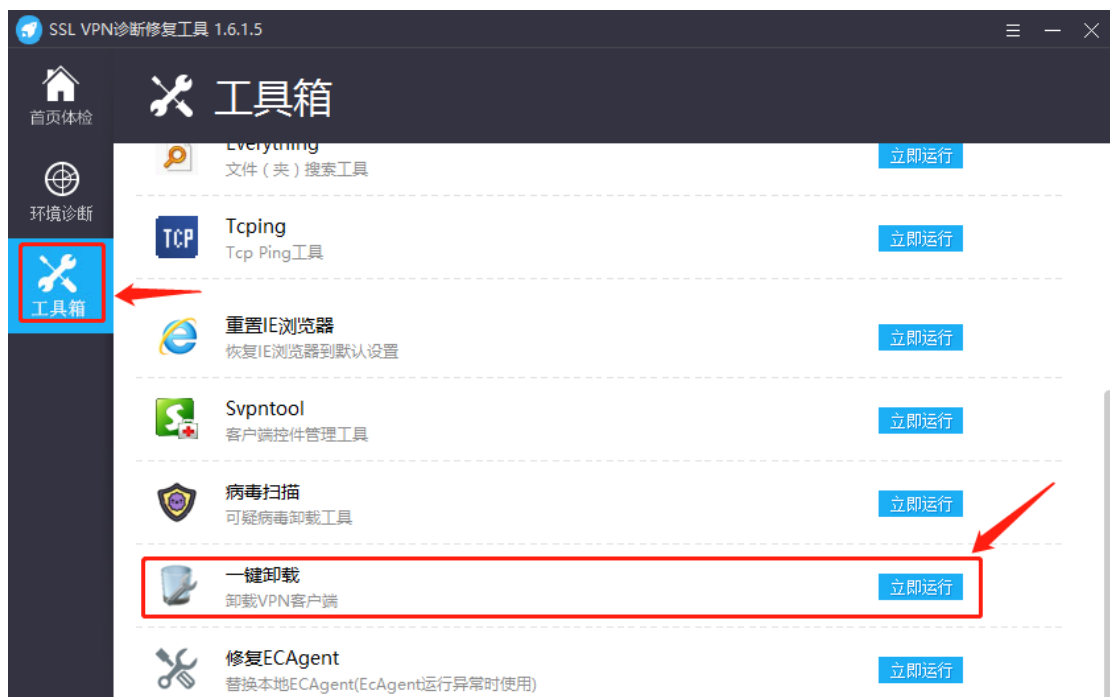 SSL VPN诊断修复工具 1.6.1.5
首页体检
环境诊断
工具箱
工具箱
Everything
文件（夹）搜索工具
立即运行
TCP
Tcping
Tcp Ping工具
立即运行
重置IE浏览器
恢复IE浏览器到默认设置
立即运行
Svpntool
客户端控件管理工具
立即运行
病毒扫描
可疑病毒卸载工具
立即运行
一键卸载
卸载VPN客户端
立即运行
修复ECAgent
替换本地ECAgent(EcAgent运行异常时使用)
立即运行